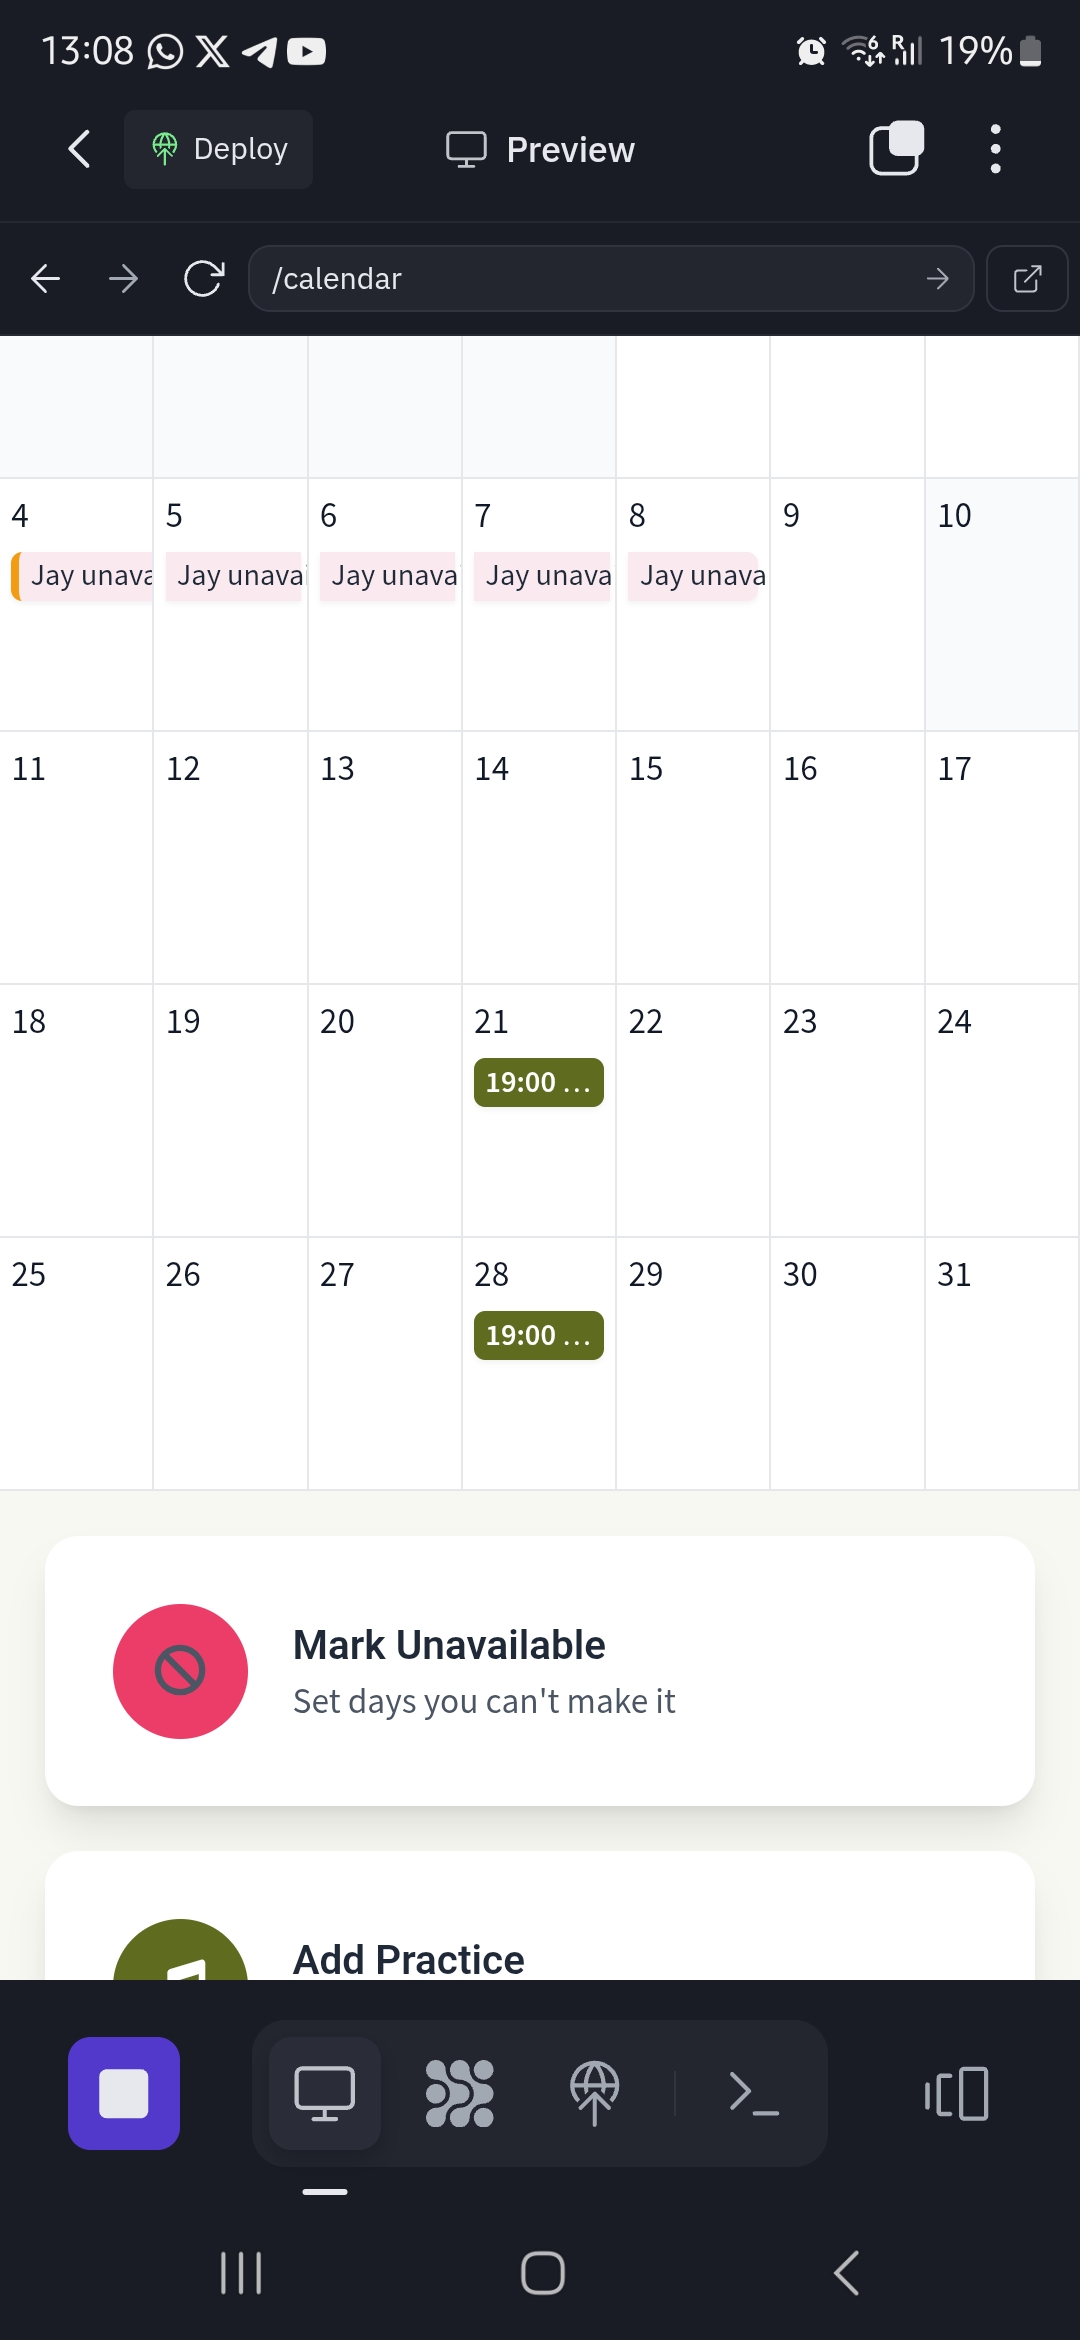 13:08
6 R 19%
Deploy
Preview
/calendar
4 5 6 7 8 9 10
Jay unava Jay unavai Jay unava Jay unava Jay unava
11 12 13 14 15 16 17
18 19 20 21 22 23 24
19:00 ...
25 26 27 28 29 30 31
19:00 ...
Mark Unavailable
Set days you can't make it
Add Practice